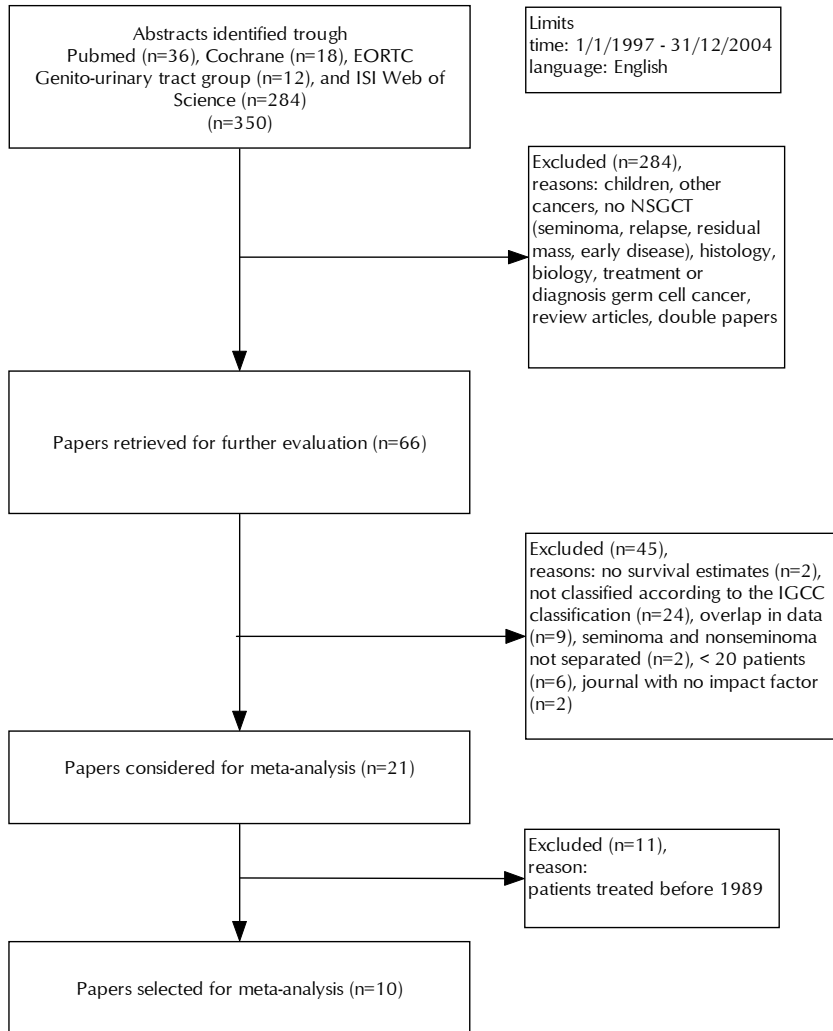 Abstracts identified trough
Pubmed (n=36), Cochrane (n=18), EORTC
Genito-urinary tract group (n=12), and ISI Web of
Science (n=284)
(n=350)
Limits
time: 1/1/1997 - 31/12/2004
language: English
Excluded (n=284),
reasons: children, other
cancers, no NSGCT
(seminoma, relapse, residual
mass, early disease), histology,
biology, treatment or
diagnosis germ cell cancer,
review articles, double papers
Papers retrieved for further evaluation (n=66)
Excluded (n=45),
reasons: no survival estimates (n=2),
not classified according to the IGCC
classification (n=24), overlap in data
(n=9), seminoma and nonseminoma
not separated (n=2), < 20 patients
(n=6), journal with no impact factor
(n=2)
Papers considered for meta-analysis (n=21)
Excluded (n=11),
reason:
patients treated before 1989
Papers selected for meta-analysis (n=10)